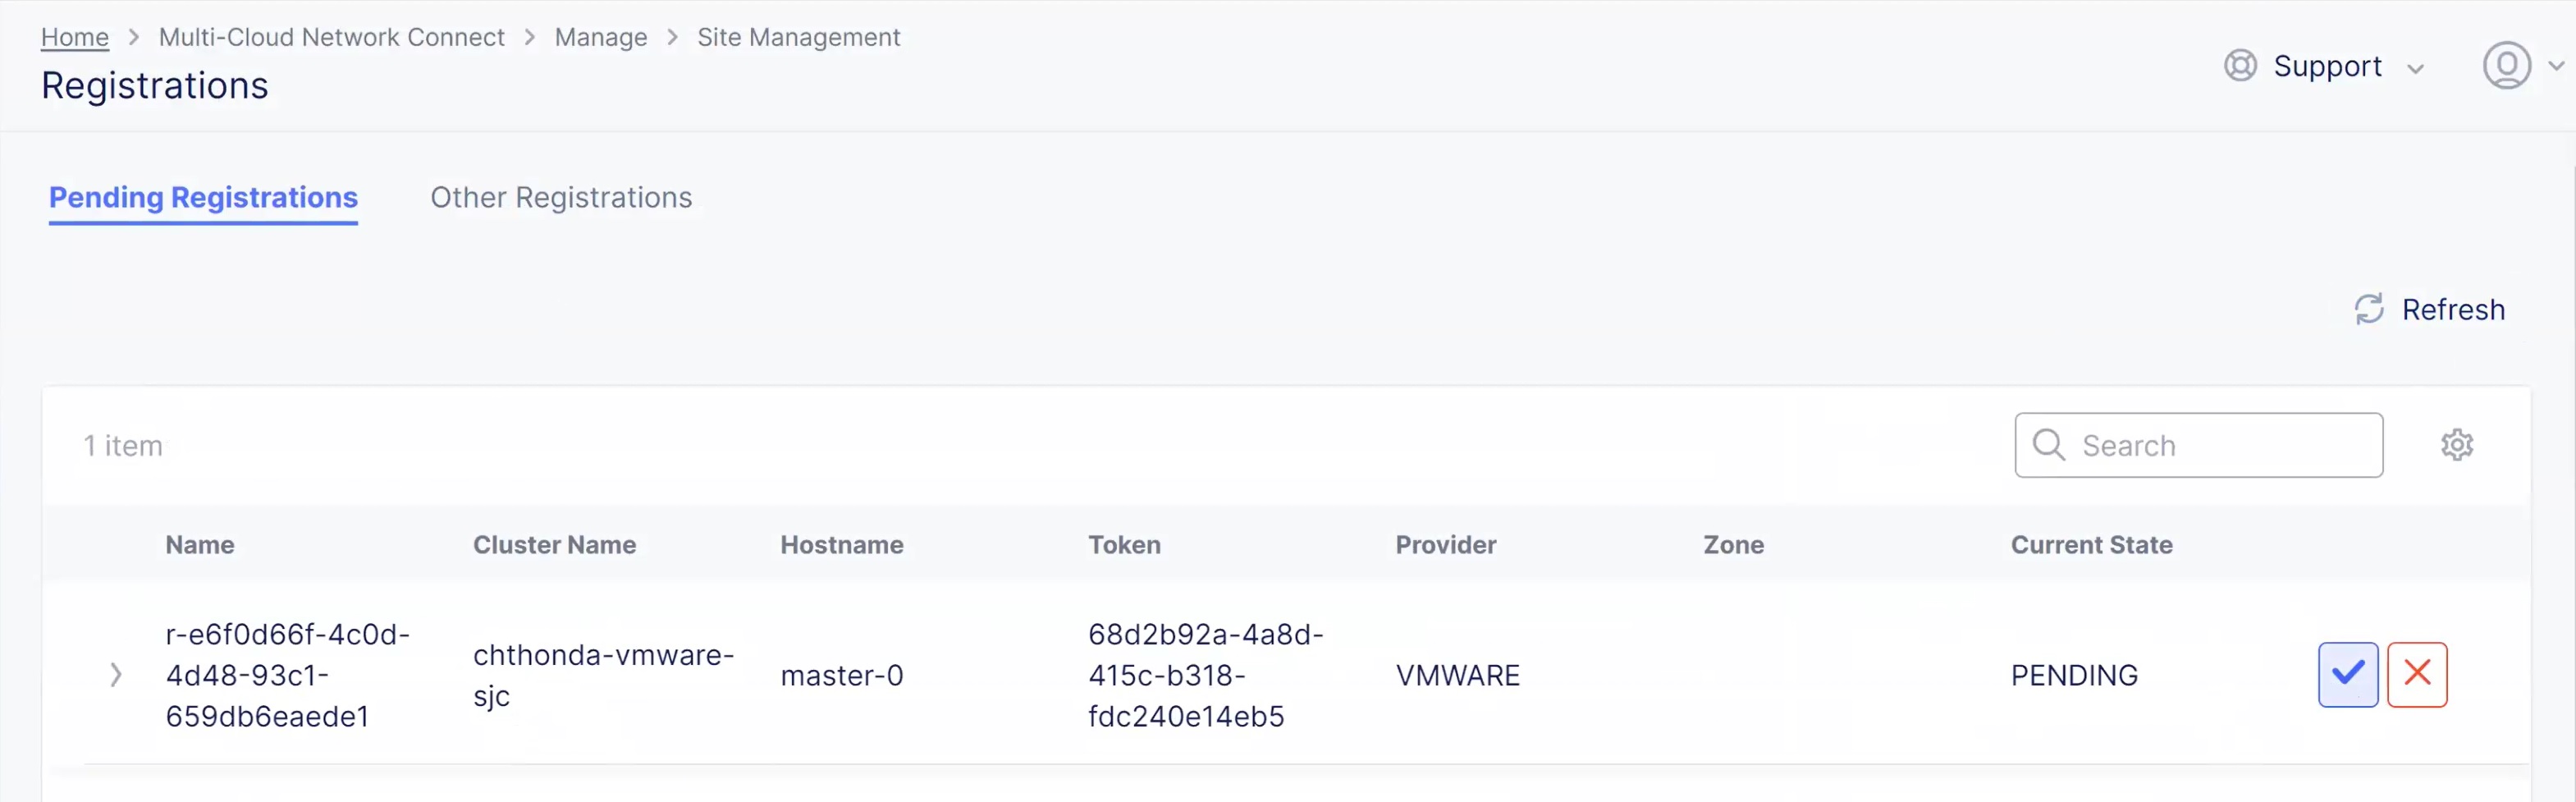 Home > Multi-Cloud Network Connect > Manage > Site Management
Registrations
Support
Pending Registrations
Other Registrations
Refresh
1 item
Search
Name
Cluster Name
Hostname
Token
Provider
Zone
Current State
r-e6f0d66f-4c0d-
4d48-93c1-
659db6eaede1
chthonda-vmware-
sjc
master-0
68d2b92a-4a8d-
415c-b318-
fdc240e14eb5
VMWARE
PENDING